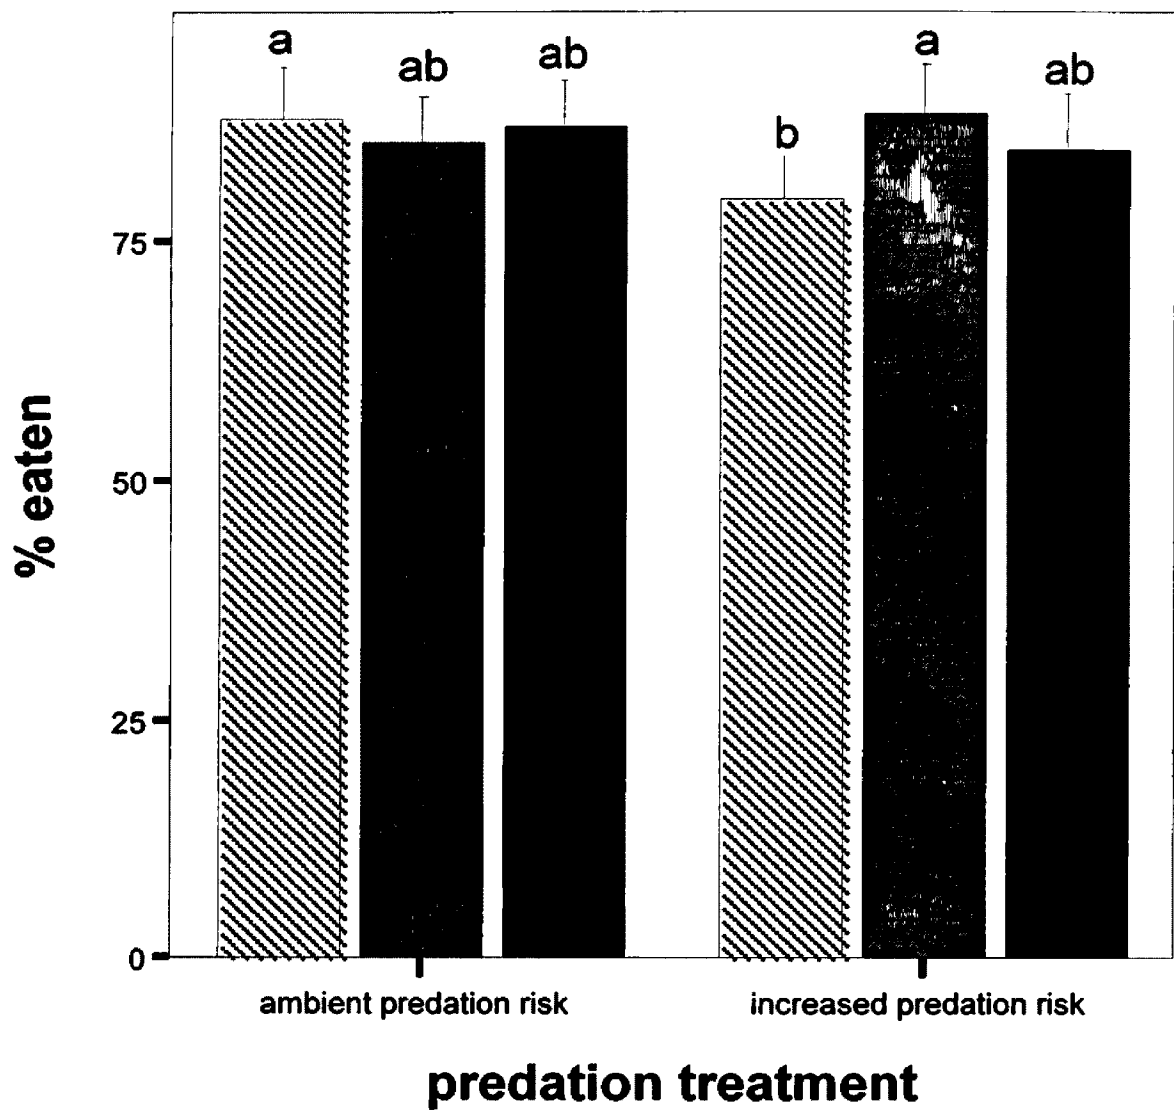 a
ab
ab
a
ab
b
75
50
25
0
% eaten
ambient predation risk
increased predation risk
predation treatment